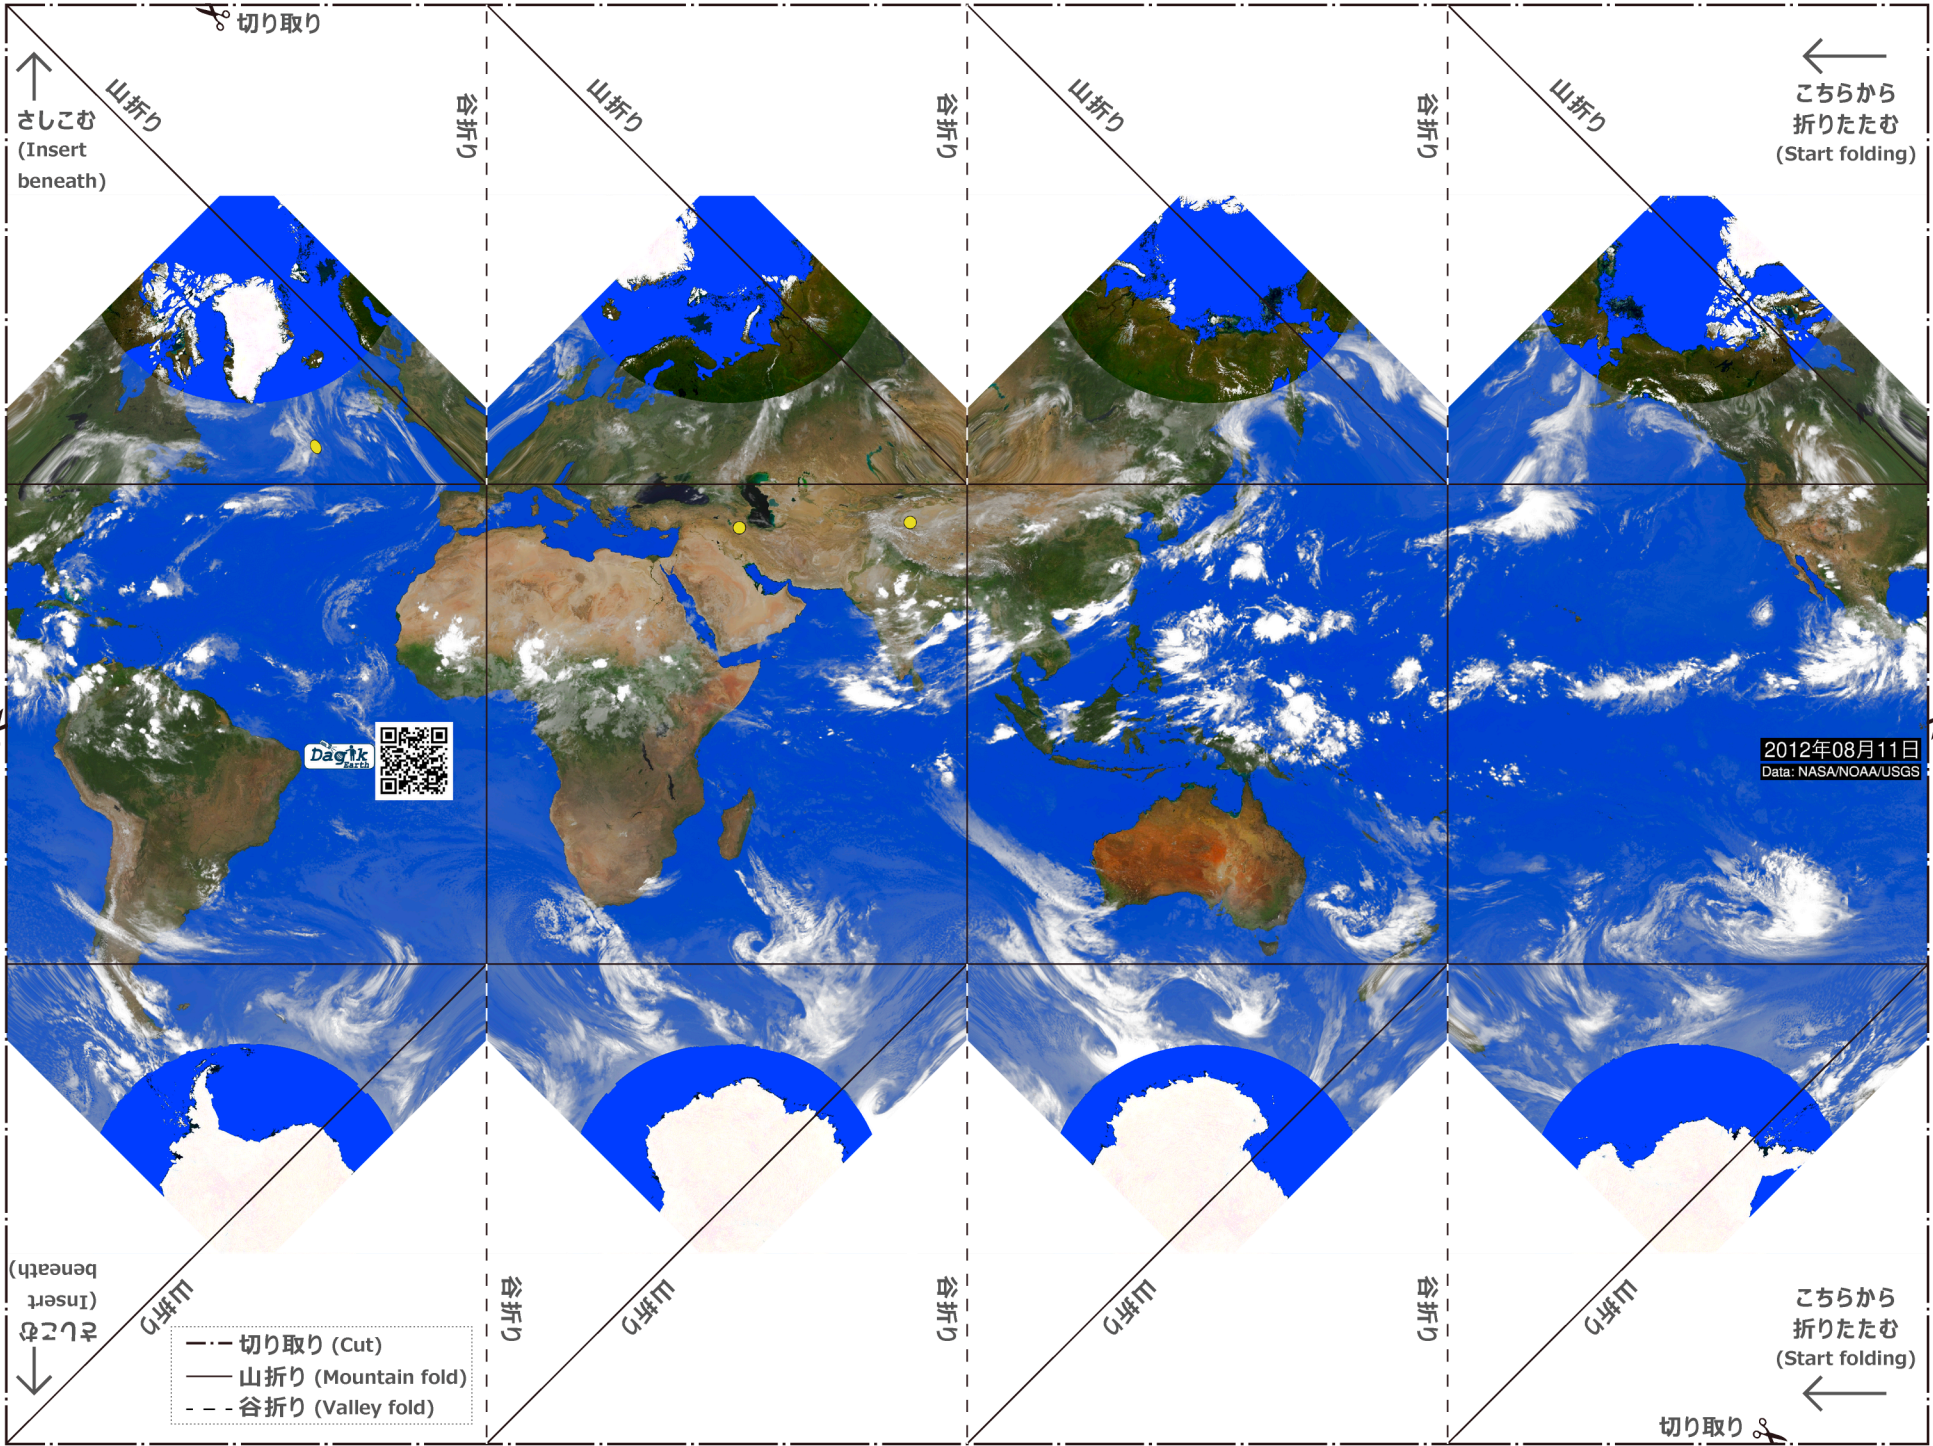 切り取り
さしこむ
(Insert
beneath)
山折り
谷折り
山折り
谷折り
山折り
谷折り
山折り
こちらから
折りたたむ
(Start folding)
Dagik
Earth
2012年08月11日
Data: NASA/NOAA/USGS
さしこむ
(Insert
beneath)
山折り
谷折り
山折り
谷折り
山折り
谷折り
山折り
こちらから
折りたたむ
(Start folding)
切り取り (Cut)
山折り (Mountain fold)
谷折り (Valley fold)
切り取り